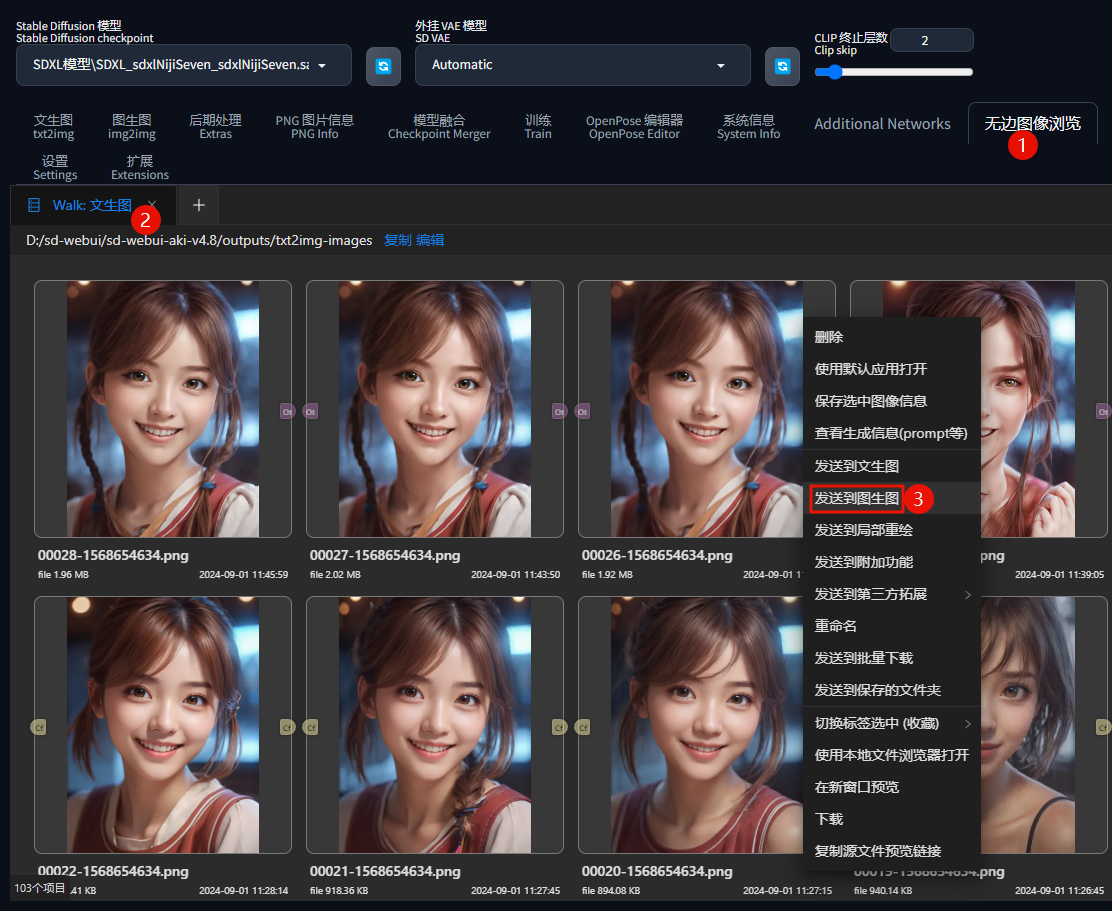 Stable Diffusion 模型
Stable Diffusion checkpoint
SDXL模型\SDXL_sdxlNijiSeven_sdxlNijiSeven.sa
外挂 VAE 模型
SD VAE
Automatic
CLIP 终止层数
Clip skip
2
文生图
txt2img
图生图
img2img
后期处理
Extras
PNG 图片信息
PNG Info
模型融合
Checkpoint Merger
训练
Train
OpenPose 编辑器
OpenPose Editor
系统信息
System Info
Additional Networks
无边图像浏览
1
设置
Settings
扩展
Extensions
Walk: 文生图
2
D:/sd-webui/sd-webui-aki-v4.8/outputs/txt2img-images 复制 编辑
Ot
Ot
Ot
Ot
Ot
00028-1568654634.png
file 1.96 MB 2024-09-01 11:45:59
00027-1568654634.png
file 2.02 MB 2024-09-01 11:43:50
00026-1568654634.png
file 1.92 MB 2024-09-01 1
png
2024-09-01 11:39:05
删除
使用默认应用打开
保存选中图像信息
查看生成信息(prompt等)
发送到文生图
发送到图生图
3
发送到局部重绘
发送到附加功能
发送到第三方拓展
重命名
发送到批量下载
发送到保存的文件夹
切换标签选中 (收藏)
使用本地文件浏览器打开
在新窗口预览
下载
复制源文件预览链接
Cf
Cf
Cf
Cf
Cf
Cf
00022-1568654634.png
103个项目 .41 KB 2024-09-01 11:28:14
00021-1568654634.png
file 918.36 KB 2024-09-01 11:27:45
00020-1568654634.png
file 894.08 KB 2024-09-01 11:27:15
00019-1568654634.png
file 940.14 KB 2024-09-01 11:26:45